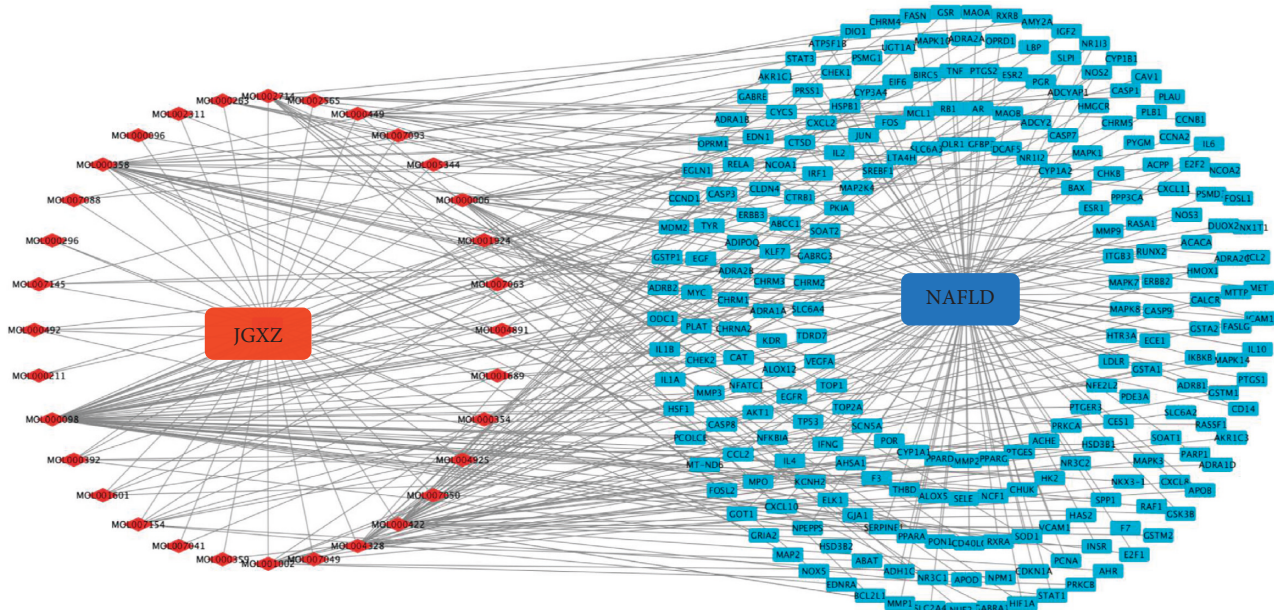 MOL000263
MOL002714
MOL002565
MOL002311
MOL000449
MOL000096
MOL007093
MOL000358
MOL005344
MOL007088
MOL000006
MOL000296
MOL001924
MOL007145
MOL007063
MOL000492
MOL004891
JGXZ
MOL000211
MOL001689
MOL000098
MOL000354
MOL000392
MOL004925
MOL001601
MOL007050
MOL007154
MOL000422
MOL007041
MOL004328
MOL000359
MOL007049
MOL001002
NAFLD
CHRM4
FASN
GSR
MAOA
RXRB
AMY2A
DIO1
IGF2
ATP5F1B
UGT1A1
MAPK10
ADRA2A
OPRD1
LBP
NR1I3
STAT3
PSMG1
SLPI
CYP1B1
AKR1C1
CHEK1
EIF6
BIRC5
TNF
PTGS2
ESR2
PGR
NOS2
CAV1
GABRE
PRSS1
CYP3A4
ADCYAP1
CASP1
PLAU
ADRA1B
CYCS
HSPB1
MCL1
RB1
AR
MAOB
HMGCR
PLB1
CCNB1
OPRM1
EDN1
CXCL2
FOS
ADCY2
CHRM5
CCNA2
CTSD
JUN
CASP7
PYGM
IL6
EGLN1
RELA
NCOA1
IL2
LTA4H
SLC6A3
DCAF5
NR1I2
MAPK1
ACPP
E2F2
NCOA2
CCND1
CASP3
CLDN4
IRF1
SREBF1
CYP1A2
CHKB
CXCL11
FOSL1
MDM2
TYR
ERBB3
CTRB1
MAP2K4
BAX
PPP3CA
NOS3
DUOX2
ABCC1
PKIA
ESR1
RASA1
GSTP1
EGF
ADIPOQ
SOAT2
MMP9
ACACA
KLF7
GABRG3
ITGB3
RUNX2
ADRB2
ADRA2B
CHRM3
CHRM2
HMOX1
MYC
CHRM1
MAPK7
ERBB2
MTTP
MET
ODC1
ADRA1A
SLC6A4
MAPK8
CASP9
CALCR
PLAT
CHRNA2
TDRD7
GSTA2
FASLG
IL1B
KDR
HTR3A
ECE1
CHEK2
CAT
VEGFA
LDLR
IKBKB
MAPK14
IL10
IL1A
ALOX12
GSTA1
MMP3
NFATC1
TOP1
NFE2L2
ADRB1
PTGS1
HSF1
EGFR
PDE3A
GSTM1
CD14
AKT1
TOP2A
PTGER3
SLC6A2
CASP8
TP53
SCN5A
PRKCA
CES1
RASSF1
PCOLCE
NFKBIA
IFNG
POR
ACHE
HSD3B1
SOAT1
AKR1C3
CCL2
CYP1A1
PPARD
MMP2
PPARG
PTGES
NR3C2
MAPK3
PARP1
ADRA1D
MT-ND6
IL4
AHSA1
NKX3-1
CXCL8
APOB
MPO
KCNH2
F3
THBD
ALOX5
SELE
NCF1
CHUK
HK2
SPP1
RAF1
GSK3B
FOSL2
CXCL10
ELK1
HAS2
GSTM2
GOT1
GJA1
SERPINE1
VCAM1
F7
NPEPPS
PPARA
PON1
RXRA
SOD1
E2F1
GRIA2
HSD3B2
INSR
MAP2
ABAT
PCNA
AHR
NOX5
ADH1C
NR3C1
APOD
NPM1
CDKN1A
PRKCB
EDNRA
STAT1
BCL2L1
MMP1
SLC2A4
HIF1A